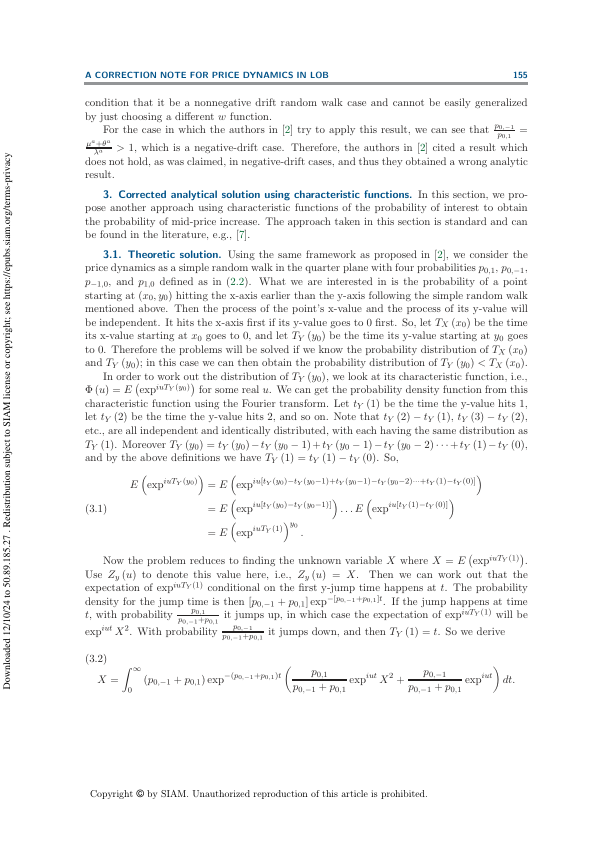 A CORRECTION NOTE FOR PRICE DYNAMICS IN LOB 155
condition that it be a nonnegative drift random walk case and cannot be easily generalized
by just choosing a different w function.
For the case in which the authors in [2] try to apply this result, we can see that \frac{p_{0,-1}}{p_{0,1}} =
\frac{\mu^a+\theta^a}{\lambda^a} > 1, which is a negative-drift case. Therefore, the authors in [2] cited a result which
does not hold, as was claimed, in negative-drift cases, and thus they obtained a wrong analytic
result.
3. Corrected analytical solution using characteristic functions. In this section, we pro-
pose another approach using characteristic functions of the probability of interest to obtain
the probability of mid-price increase. The approach taken in this section is standard and can
be found in the literature, e.g., [7].
3.1. Theoretic solution. Using the same framework as proposed in [2], we consider the
price dynamics as a simple random walk in the quarter plane with four probabilities p_{0,1}, p_{0,-1},
p_{-1,0}, and p_{1,0} defined as in (2.2). What we are interested in is the probability of a point
starting at (x_0, y_0) hitting the x-axis earlier than the y-axis following the simple random walk
mentioned above. Then the process of the point's x-value and the process of its y-value will
be independent. It hits the x-axis first if its y-value goes to 0 first. So, let T_X (x_0) be the time
its x-value starting at x_0 goes to 0, and let T_Y (y_0) be the time its y-value starting at y_0 goes
to 0. Therefore the problems will be solved if we know the probability distribution of T_X (x_0)
and T_Y (y_0); in this case we can then obtain the probability distribution of T_Y (y_0) < T_X (x_0).
In order to work out the distribution of T_Y (y_0), we look at its characteristic function, i.e.,
Φ (u) = E (exp^{iuT_Y(y_0)}) for some real u. We can get the probability density function from this
characteristic function using the Fourier transform. Let t_Y (1) be the time the y-value hits 1,
let t_Y (2) be the time the y-value hits 2, and so on. Note that t_Y (2) − t_Y (1), t_Y (3) − t_Y (2),
etc., are all independent and identically distributed, with each having the same distribution as
T_Y (1). Moreover T_Y (y_0) = t_Y (y_0) − t_Y (y_0 − 1) + t_Y (y_0 − 1) − t_Y (y_0 − 2) · · · + t_Y (1) − t_Y (0),
and by the above definitions we have T_Y (1) = t_Y (1) − t_Y (0). So,
E (exp^{iuT_Y(y_0)}) = E (exp^{iu[t_Y(y_0)−t_Y(y_0−1)+t_Y(y_0−1)−t_Y(y_0−2)···+t_Y(1)−t_Y(0)]})
(3.1) = E (exp^{iu[t_Y(y_0)−t_Y(y_0−1)]}) . . . E (exp^{iu[t_Y(1)−t_Y(0)]})
= E (exp^{iuT_Y(1)})^{y_0} .
Now the problem reduces to finding the unknown variable X where X = E (exp^{iuT_Y(1)}).
Use Z_y (u) to denote this value here, i.e., Z_y (u) = X. Then we can work out that the
expectation of exp^{iuT_Y(1)} conditional on the first y-jump time happens at t. The probability
density for the jump time is then [p_{0,−1} + p_{0,1}] exp^{−[p_{0,−1}+p_{0,1}]t}. If the jump happens at time
t, with probability \frac{p_{0,1}}{p_{0,−1}+p_{0,1}} it jumps up, in which case the expectation of exp^{iuT_Y(1)} will be
exp^{iut} X^2. With probability \frac{p_{0,−1}}{p_{0,−1}+p_{0,1}} it jumps down, and then T_Y (1) = t. So we derive
(3.2)
X = \int_0^∞ (p_{0,−1} + p_{0,1}) exp^{−(p_{0,−1}+p_{0,1})t} ( \frac{p_{0,1}}{p_{0,−1} + p_{0,1}} exp^{iut} X^2 + \frac{p_{0,−1}}{p_{0,−1} + p_{0,1}} exp^{iut} ) dt.
Copyright © by SIAM. Unauthorized reproduction of this article is prohibited.
Downloaded 12/10/24 to 50.89.185.27 . Redistribution subject to SIAM license or copyright; see https://epubs.siam.org/terms-privacy